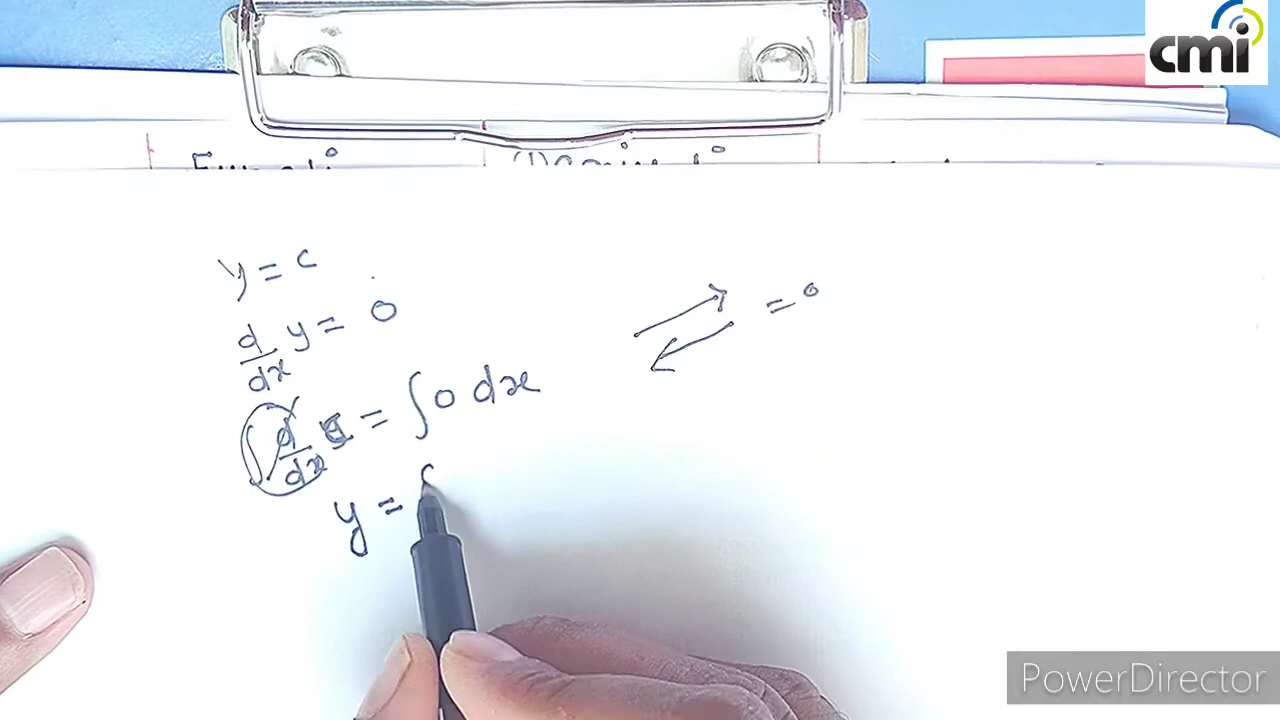 cmi
y = c
d/dx y = 0
= 0
∫ d/dx = ∫ 0 dx
y =
PowerDirector